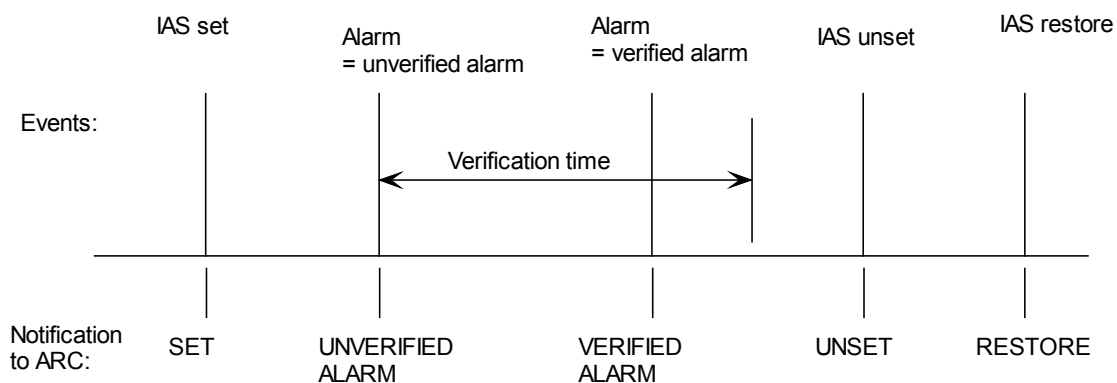 IAS set
Alarm
= unverified alarm
Alarm
= verified alarm
IAS unset
IAS restore
Events:
Verification time
Notification
to ARC:
SET
UNVERIFIED
ALARM
VERIFIED
ALARM
UNSET
RESTORE